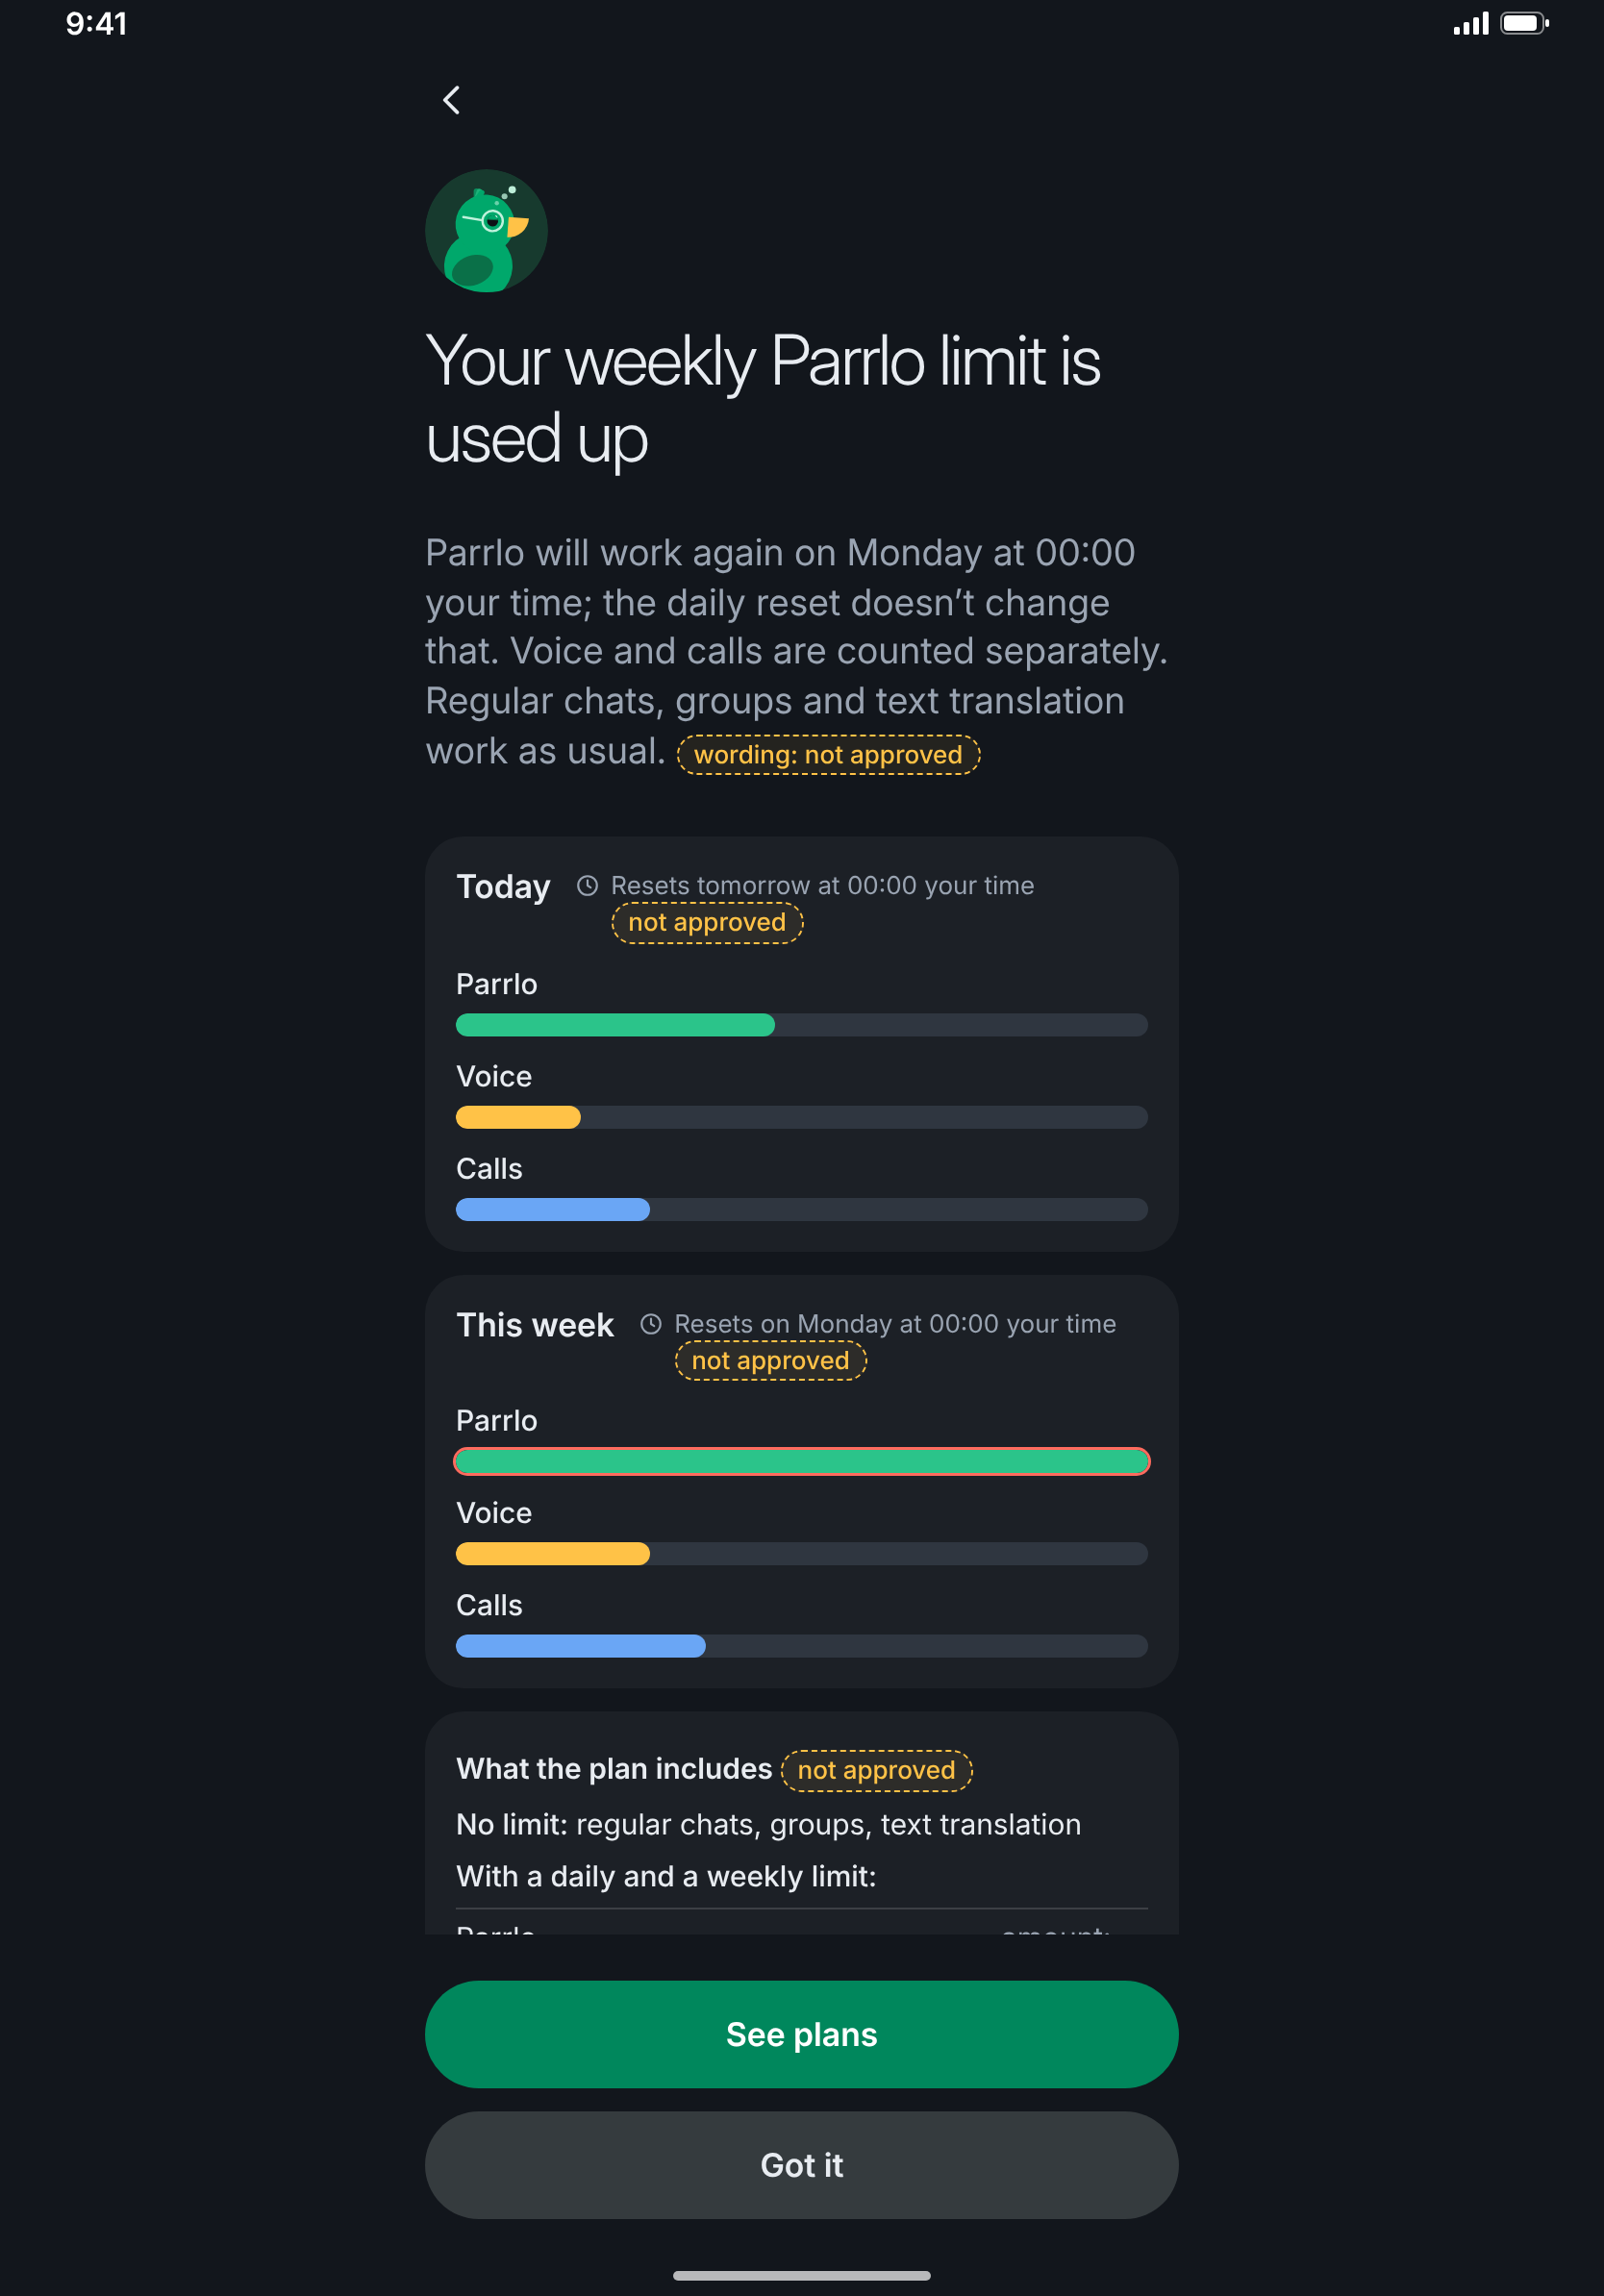 9:41
Your weekly Parrlo limit is
used up
Parrlo will work again on Monday at 00:00
your time; the daily reset doesn’t change
that. Voice and calls are counted separately.
Regular chats, groups and text translation
work as usual. wording: not approved
Today Resets tomorrow at 00:00 your time
not approved
Parrlo
Voice
Calls
This week Resets on Monday at 00:00 your time
not approved
Parrlo
Voice
Calls
What the plan includes not approved
No limit: regular chats, groups, text translation
With a daily and a weekly limit:
Parrlo amount:
See plans
Got it